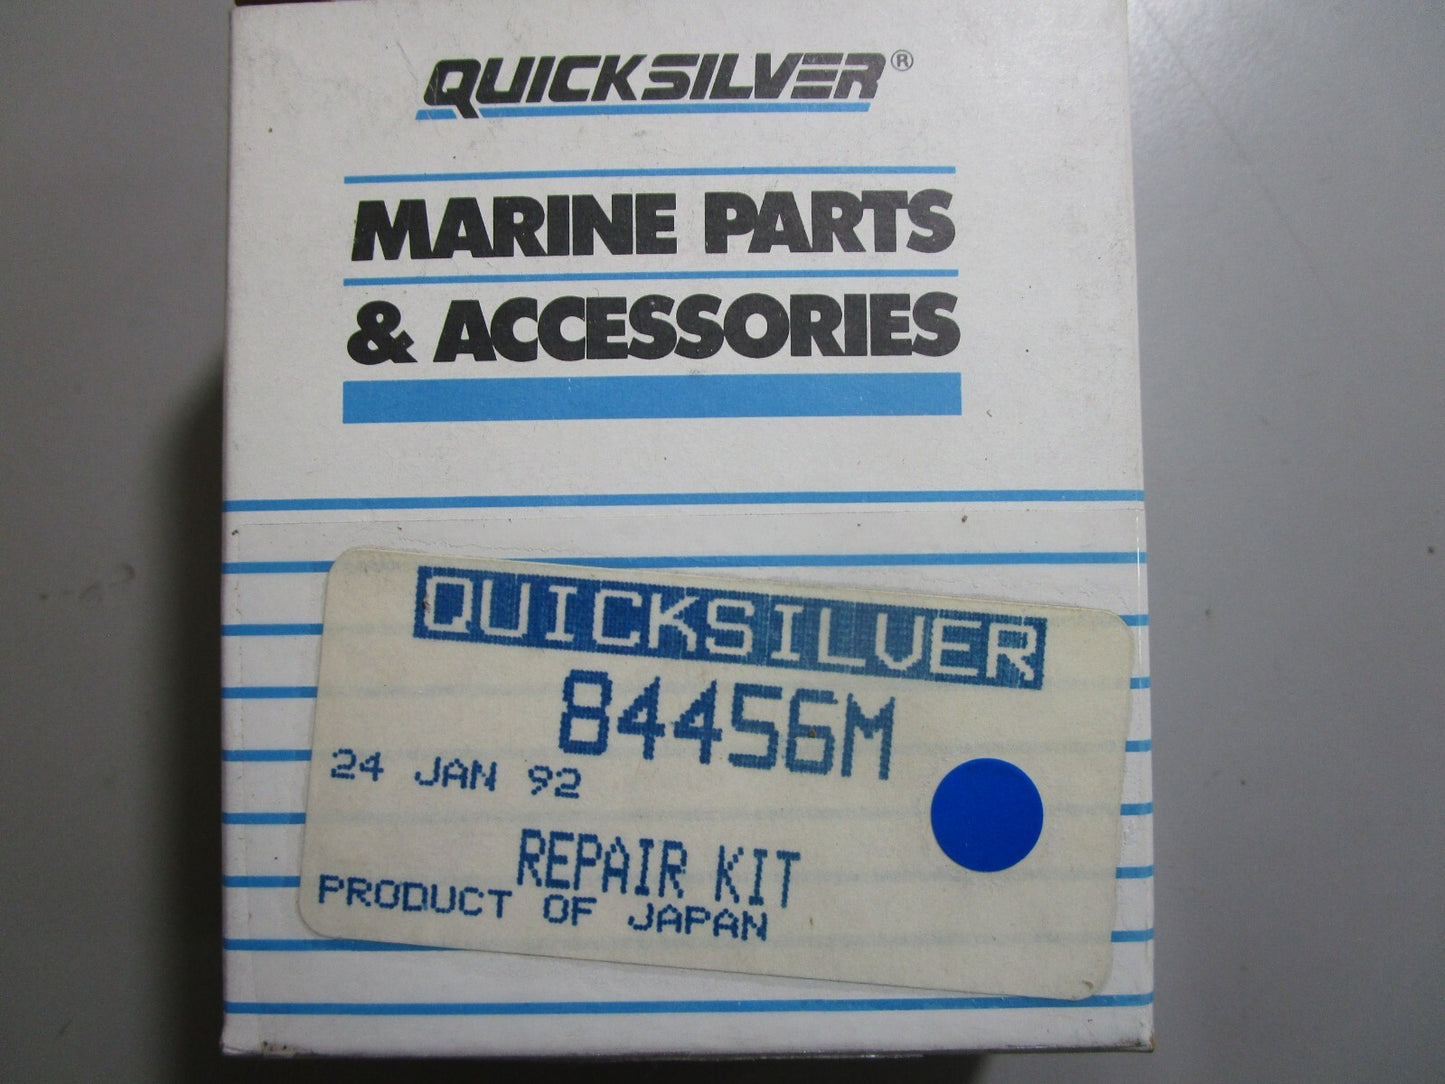 QUICKSILVER®
MARINE PARTS
& ACCESSORIES
QUICKSILVER
84456M
24 JAN 92
REPAIR KIT
PRODUCT OF JAPAN